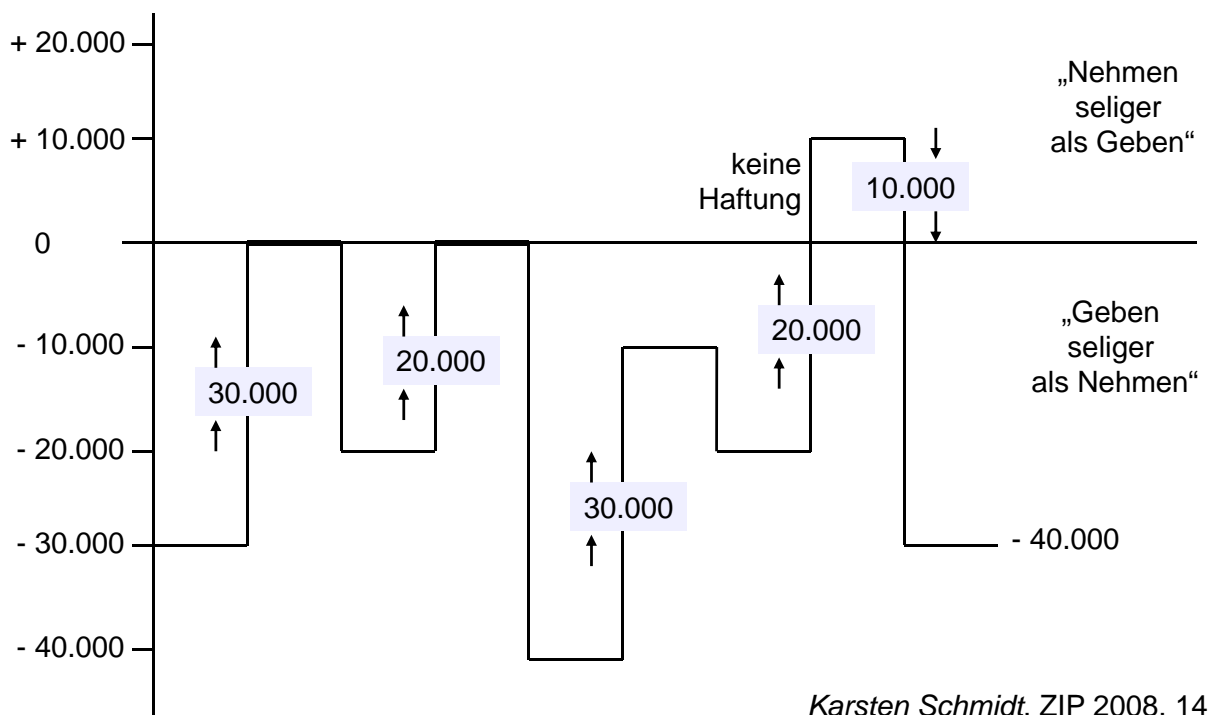 + 20.000
„Nehmen
seliger
als Geben“
+ 10.000
keine
Haftung
10.000
0
„Geben
seliger
als Nehmen“
- 10.000
20.000
20.000
30.000
- 20.000
30.000
- 30.000
- 40.000
- 40.000
Karsten Schmidt, ZIP 2008, 14